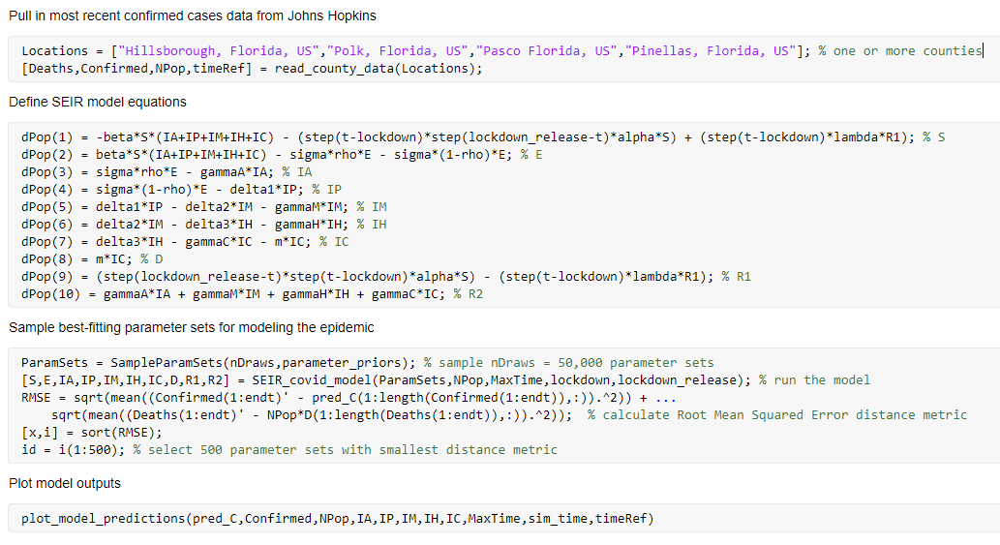 Pull in most recent confirmed cases data from Johns Hopkins
Locations = ["Hillsborough, Florida, US","Polk, Florida, US","Pasco Florida, US","Pinellas, Florida, US"]; % one or more counties
[Deaths,Confirmed,NPop,timeRef] = read_county_data(Locations);
Define SEIR model equations
dPop(1) = -beta*S*(IA+IP+IM+IH+IC) - (step(t-lockdown)*step(lockdown_release-t)*alpha*S) + (step(t-lockdown)*lambda*R1); % S
dPop(2) = beta*S*(IA+IP+IM+IH+IC) - sigma*rho*E - sigma*(1-rho)*E; % E
dPop(3) = sigma*rho*E - gammaA*IA; % IA
dPop(4) = sigma*(1-rho)*E - delta1*IP; % IP
dPop(5) = delta1*IP - delta2*IM - gammaM*IM; % IM
dPop(6) = delta2*IM - delta3*IH - gammaH*IH; % IH
dPop(7) = delta3*IH - gammaC*IC - m*IC; % IC
dPop(8) = m*IC; % D
dPop(9) = (step(lockdown_release-t)*step(t-lockdown)*alpha*S) - (step(t-lockdown)*lambda*R1); % R1
dPop(10) = gammaA*IA + gammaM*IM + gammaH*IH + gammaC*IC; % R2
Sample best-fitting parameter sets for modeling the epidemic
ParamSets = SampleParamSets(nDraws,parameter_priors); % sample nDraws = 50,000 parameter sets
[S,E,IA,IP,IM,IH,IC,D,R1,R2] = SEIR_covid_model(ParamSets,NPop,MaxTime,lockdown,lockdown_release); % run the model
RMSE = sqrt(mean((Confirmed(1:endt)' - pred_C(1:length(Confirmed(1:endt)),:)).^2)) + ...
sqrt(mean((Deaths(1:endt)' - NPop*D(1:length(Deaths(1:endt)),:)).^2)); % calculate Root Mean Squared Error distance metric
[x,i] = sort(RMSE);
id = i(1:500); % select 500 parameter sets with smallest distance metric
Plot model outputs
plot_model_predictions(pred_C,Confirmed,NPop,IA,IP,IM,IH,IC,MaxTime,sim_time,timeRef)